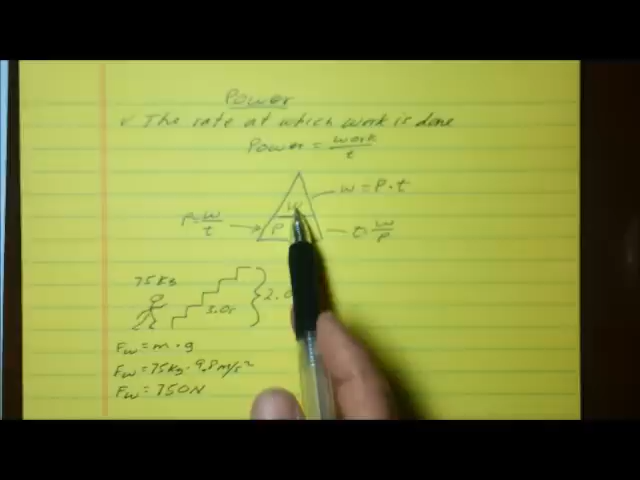 Power
✓ The rate at which work is done
Power = work/t
w = P · t
W
P = w/t
P
t = w/P
75Kg
3.0s
2.0
Fw = m · g
Fw = 75Kg · 9.8 m/s²
Fw = 750N